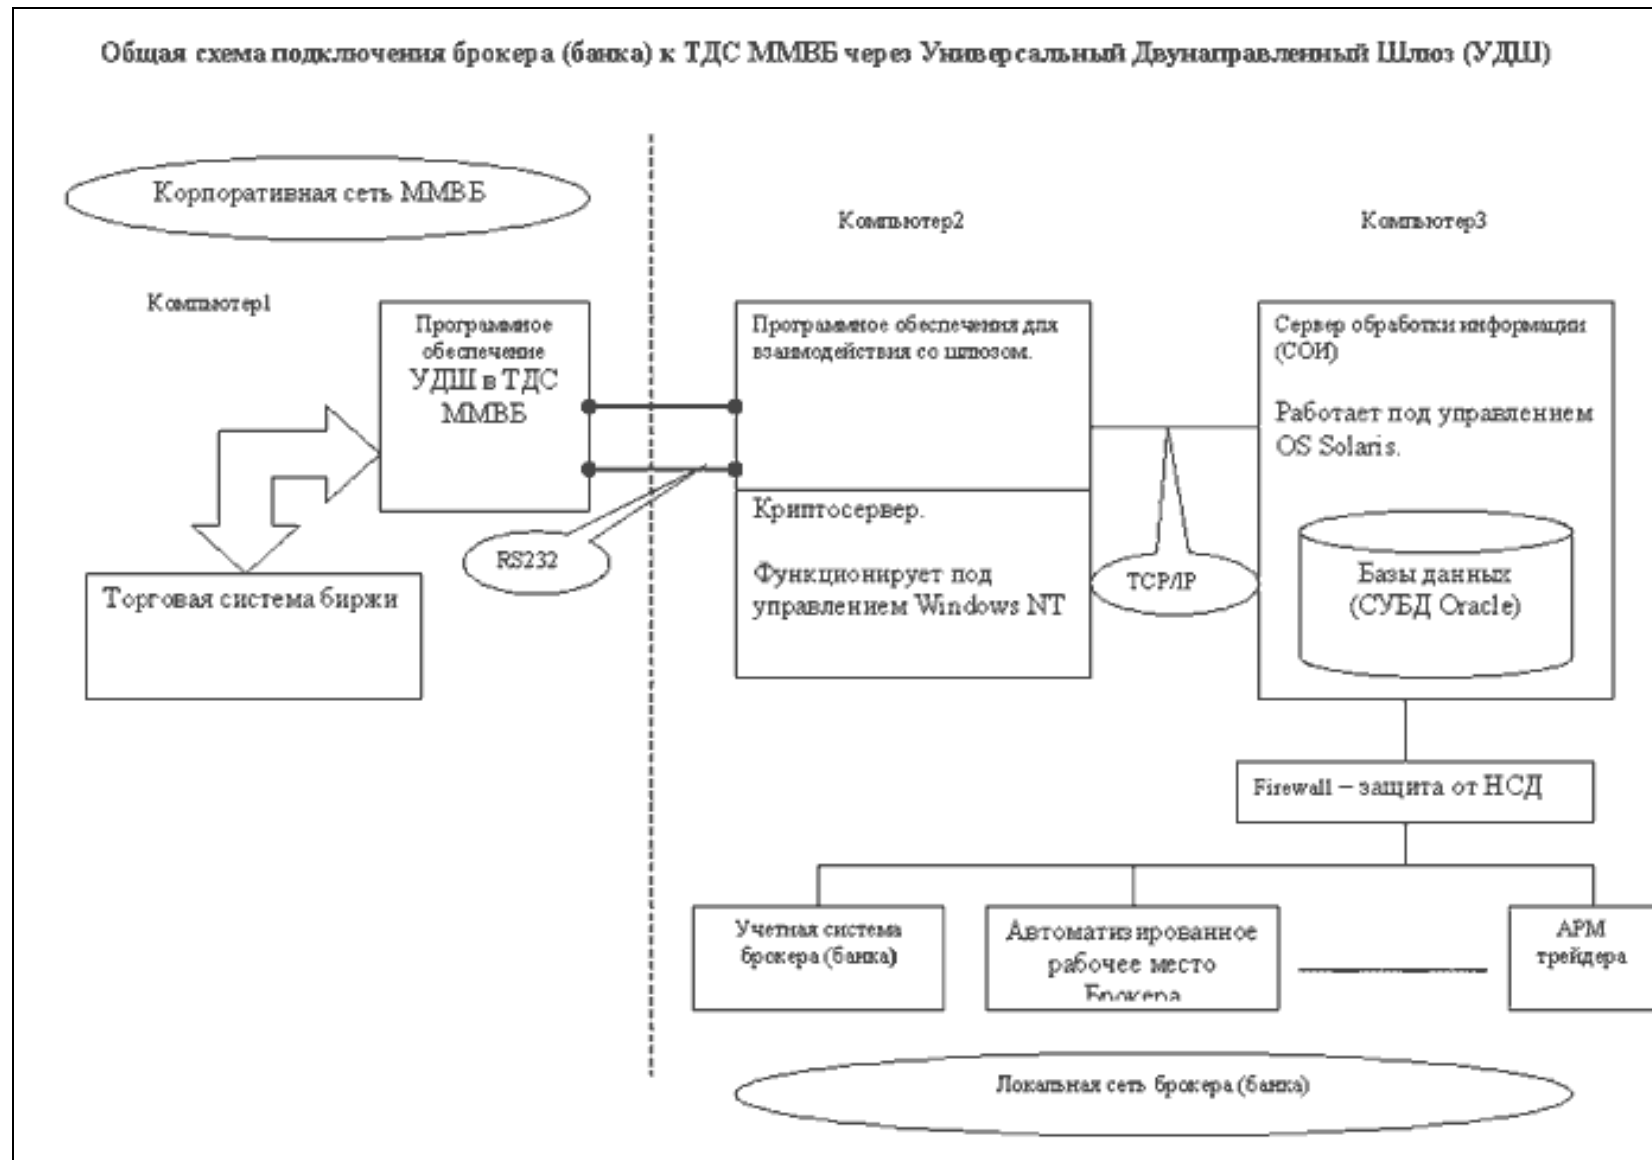 Общая схема подключения брокера (банка) к ТДС ММВБ через Универсальный Двунаправленный Шлюз (УДШ)
Корпоративная сеть ММВБ
Компьютер2
Компьютер3
Компьютер1
Программное
обеспечение
УДШ в ТДС
ММВБ
Программное обеспечения для
взаимодействия со шлюзом.
Сервер обработки информации
(СОИ)
Работает под управлением
OS Solaris.
Криптосервер.
Функционирует под
управлением Windows NT
RS232
TCP/IP
Базы данных
(СУБД Oracle)
Торговая система биржи
Firewall – защита от НСД
Учетная система
брокера (банка)
Автоматизированное
рабочее место
Брокера
АРМ
трейдера
Локальная сеть брокера (банка)